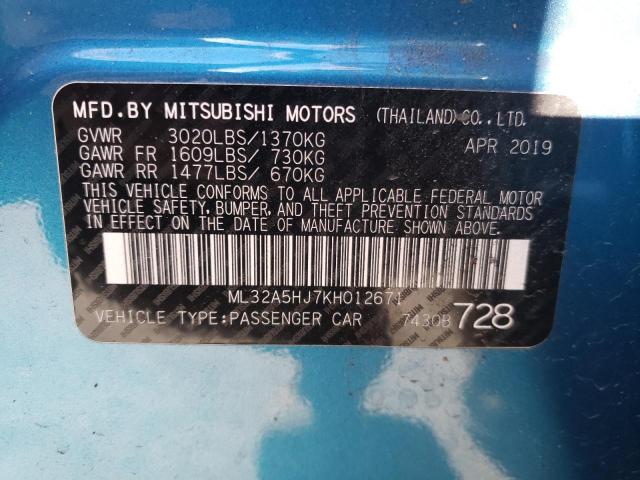 MFD.BY MITSUBISHI MOTORS (THAILAND)CO.,LTD.
GVWR 3020LBS/1370KG APR 2019
GAWR FR 1609LBS/ 730KG
GAWR RR 1477LBS/ 670KG
THIS VEHICLE CONFORMS TO ALL APPLICABLE FEDERAL MOTOR
VEHICLE SAFETY, BUMPER, AND THEFT PREVENTION STANDARDS
IN EFFECT ON THE DATE OF MANUFACTURE SHOWN ABOVE.
ML32A5HJ7KH012671
VEHICLE TYPE:PASSENGER CAR 7430B 728